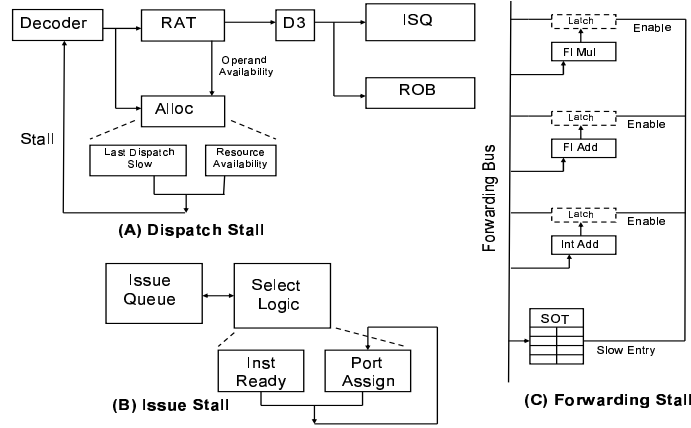 Decoder
RAT
D3
ISQ
Operand
Availability
ROB
Alloc
Stall
Last Dispatch
Slow
Resource
Availability
(A) Dispatch Stall
Issue
Queue
Select
Logic
Inst
Ready
Port
Assign
(B) Issue Stall
Forwarding Bus
Latch
Enable
Fl Mul
Latch
Enable
Fl Add
Latch
Enable
Int Add
SOT
Slow Entry
(C) Forwarding Stall